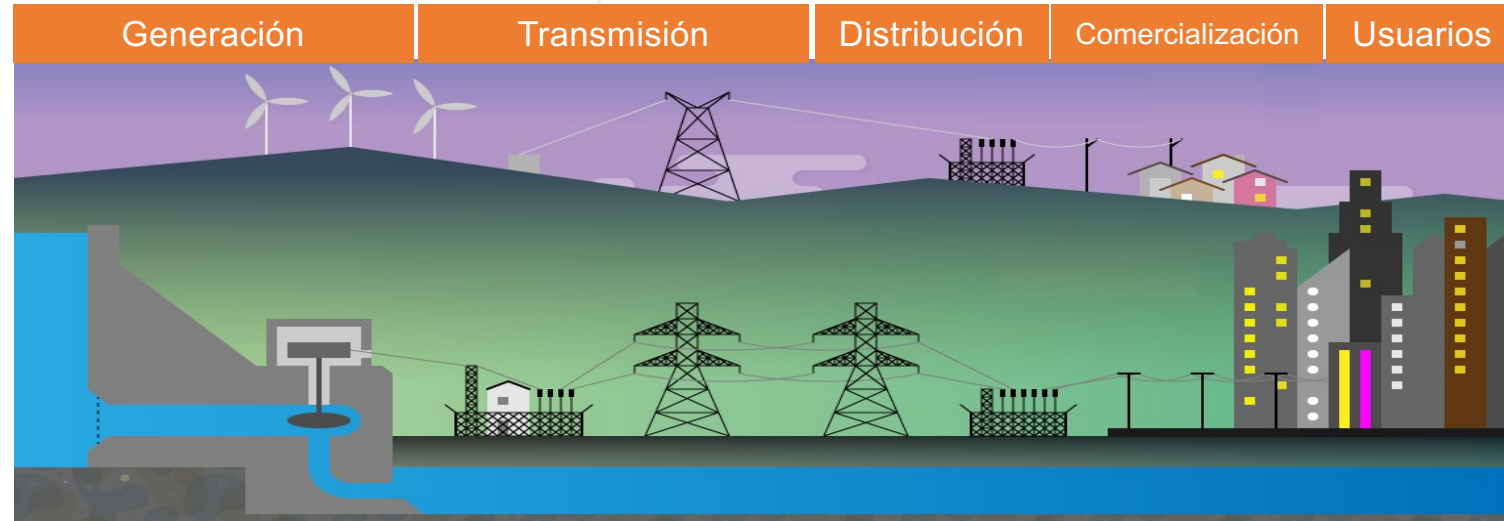 Generación
Transmisión
Distribución
Comercialización
Usuarios